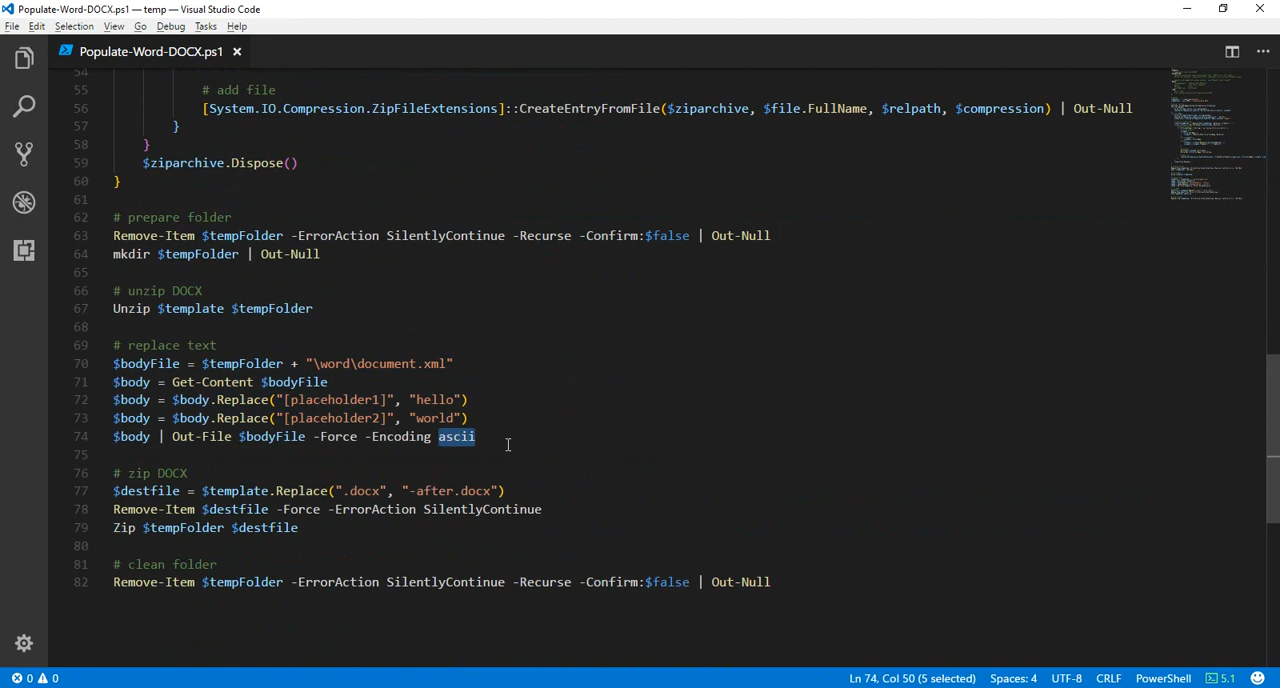 Populate-Word-DOCX.ps1 — temp — Visual Studio Code
File Edit Selection View Go Debug Tasks Help
Populate-Word-DOCX.ps1
54
55 # add file
56 [System.IO.Compression.ZipFileExtensions]::CreateEntryFromFile($ziparchive, $file.FullName, $relpath, $compression) | Out-Null
57 }
58 }
59 $ziparchive.Dispose()
60 }
61
62 # prepare folder
63 Remove-Item $tempFolder -ErrorAction SilentlyContinue -Recurse -Confirm:$false | Out-Null
64 mkdir $tempFolder | Out-Null
65
66 # unzip DOCX
67 Unzip $template $tempFolder
68
69 # replace text
70 $bodyFile = $tempFolder + "\word\document.xml"
71 $body = Get-Content $bodyFile
72 $body = $body.Replace("[placeholder1]", "hello")
73 $body = $body.Replace("[placeholder2]", "world")
74 $body | Out-File $bodyFile -Force -Encoding ascii
75
76 # zip DOCX
77 $destfile = $template.Replace(".docx", "-after.docx")
78 Remove-Item $destfile -Force -ErrorAction SilentlyContinue
79 Zip $tempFolder $destfile
80
81 # clean folder
82 Remove-Item $tempFolder -ErrorAction SilentlyContinue -Recurse -Confirm:$false | Out-Null
0 0 Ln 74, Col 50 (5 selected) Spaces: 4 UTF-8 CRLF PowerShell 5.1